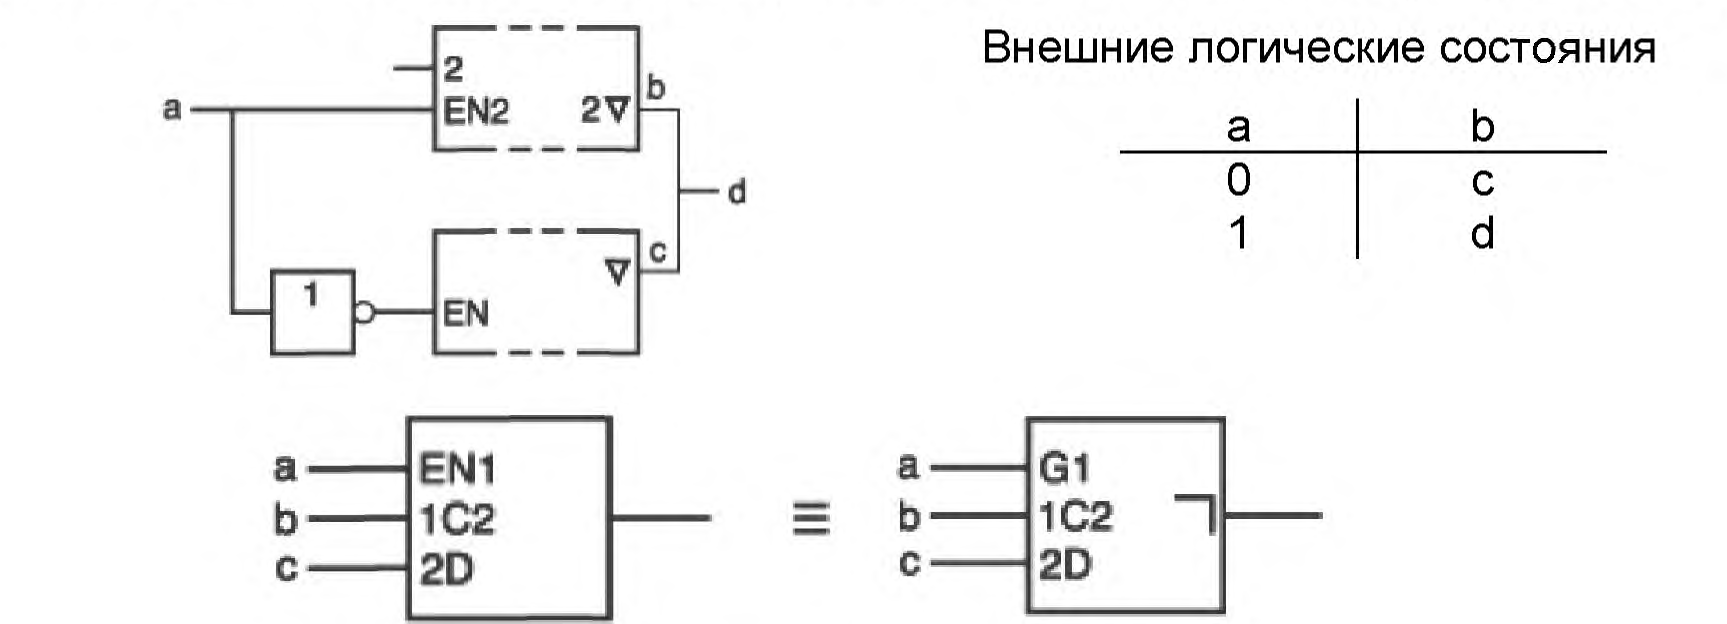 Внешние логические состояния
a b
0 c
1 d
2
a EN2 2▽ b
d
1 EN ▽ c
a EN1
b 1C2
c 2D
≡
a G1
b 1C2 ¬
c 2D